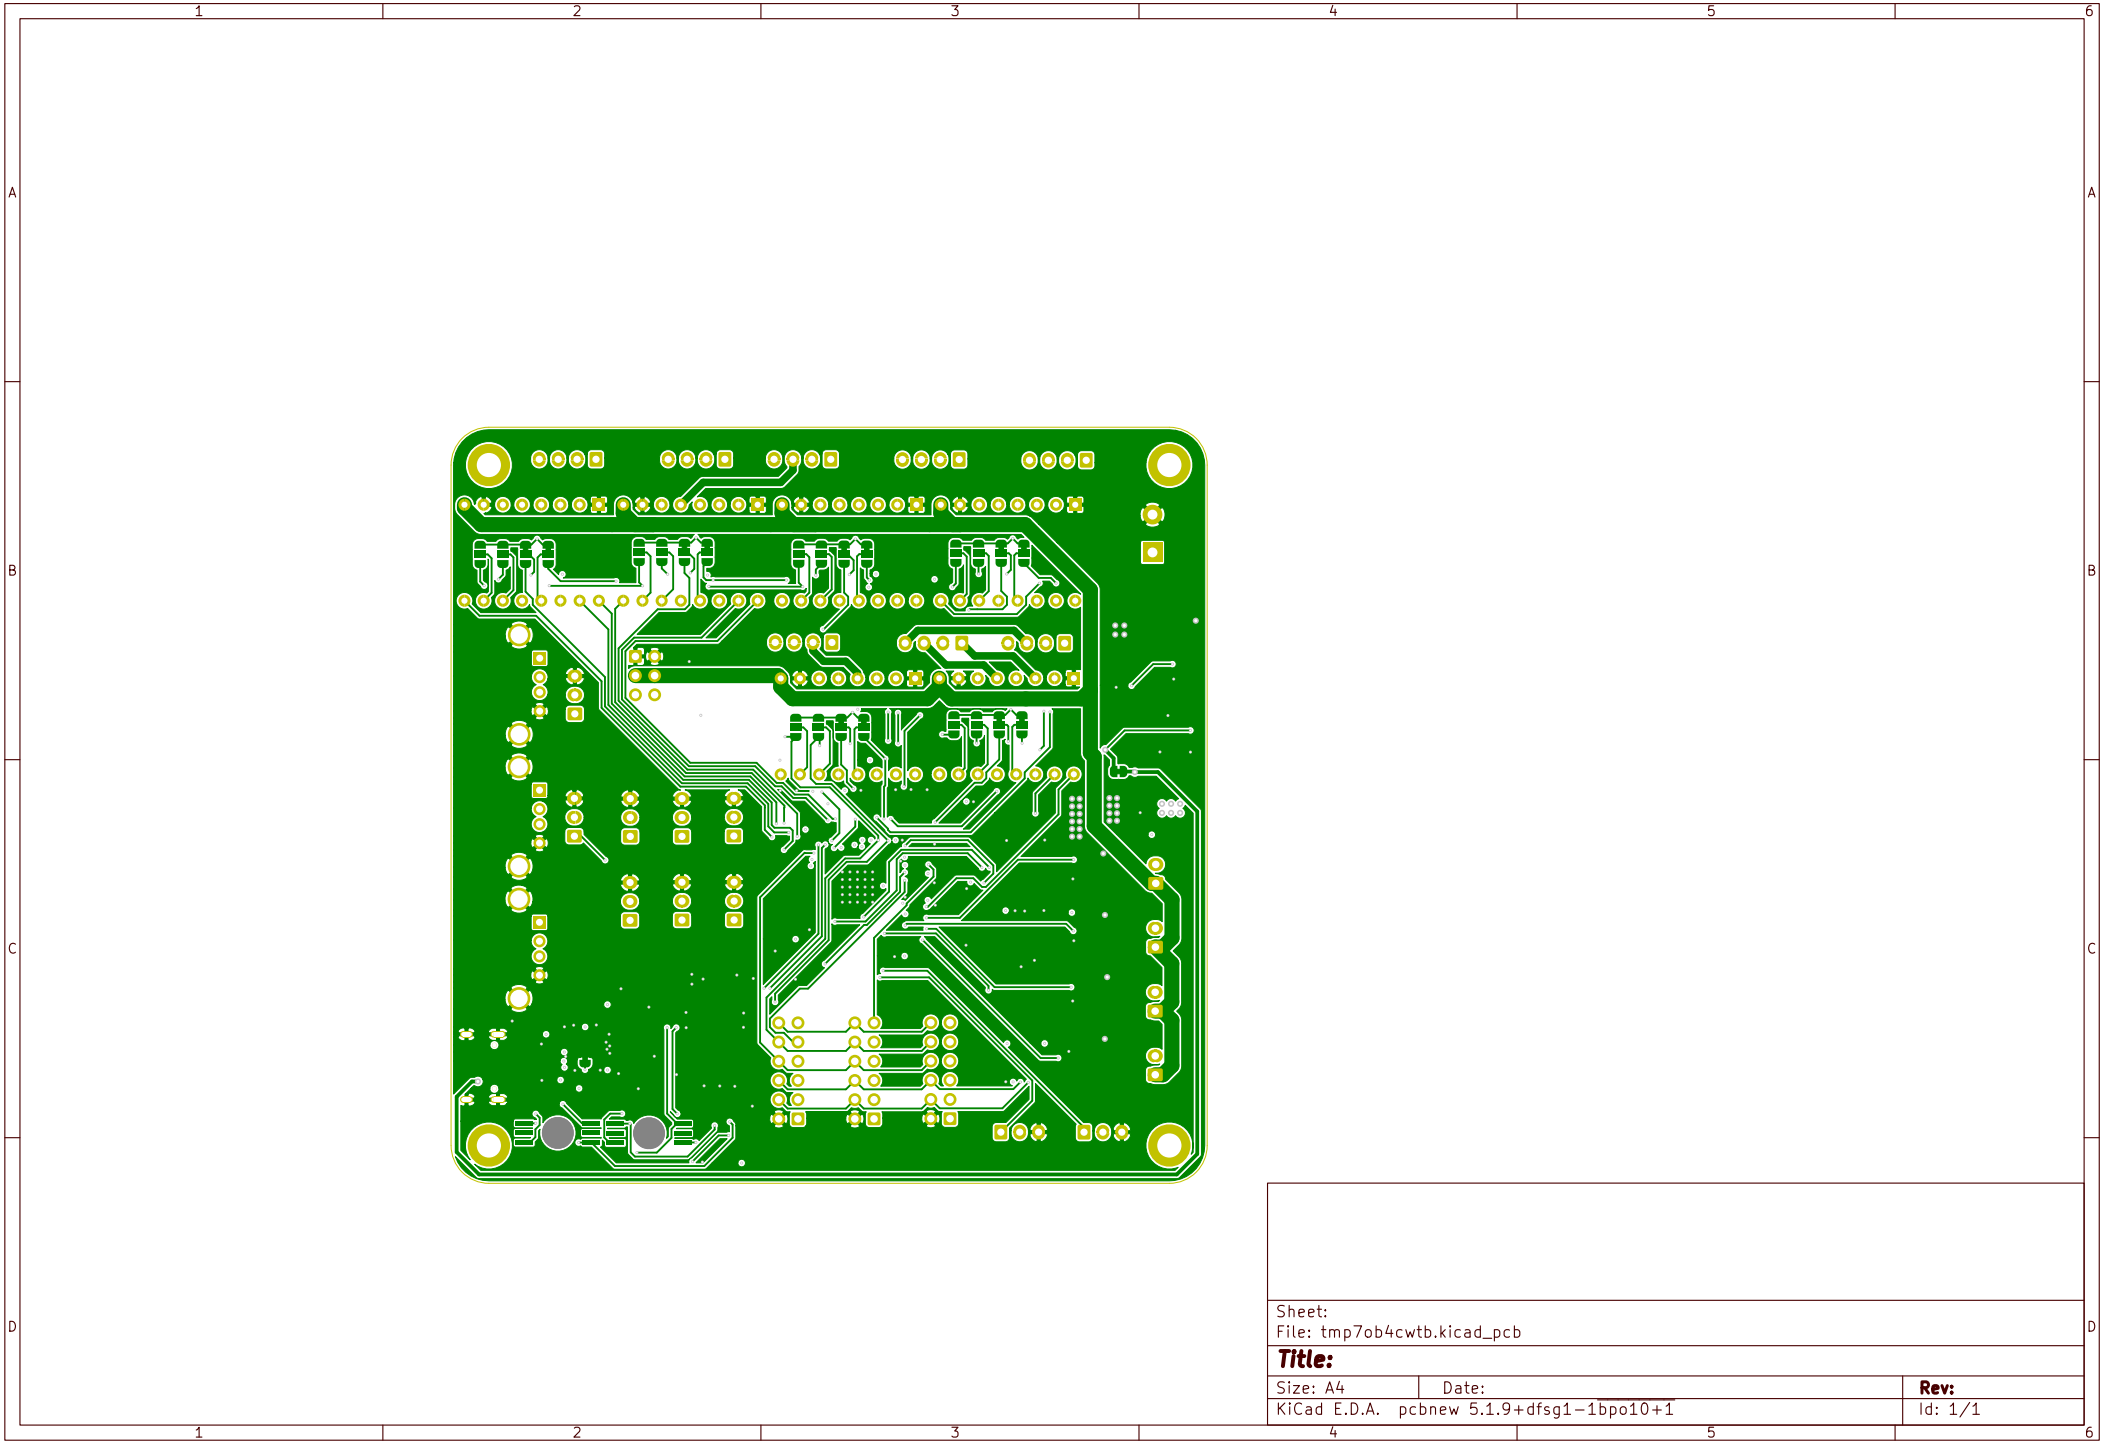 1 2 3 4 5 6
A A
B B
C C
D D
Sheet:
File: tmp7ob4cwtb.kicad_pcb
Title:
Size: A4 Date: Rev:
KiCad E.D.A. pcbnew 5.1.9+dfsg1-1bpo10+1 Id: 1/1
1 2 3 4 5 6